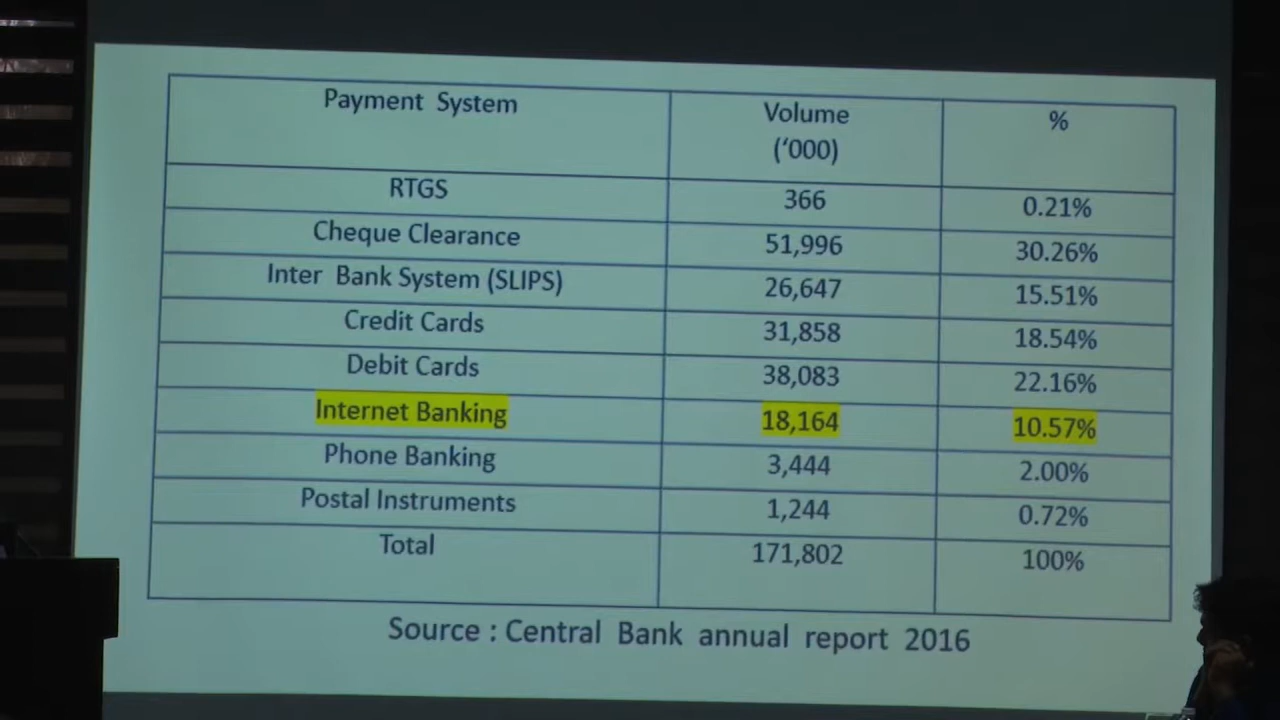 Payment System Volume ('000) %
RTGS 366 0.21%
Cheque Clearance 51,996 30.26%
Inter Bank System (SLIPS) 26,647 15.51%
Credit Cards 31,858 18.54%
Debit Cards 38,083 22.16%
Internet Banking 18,164 10.57%
Phone Banking 3,444 2.00%
Postal Instruments 1,244 0.72%
Total 171,802 100%
Source : Central Bank annual report 2016